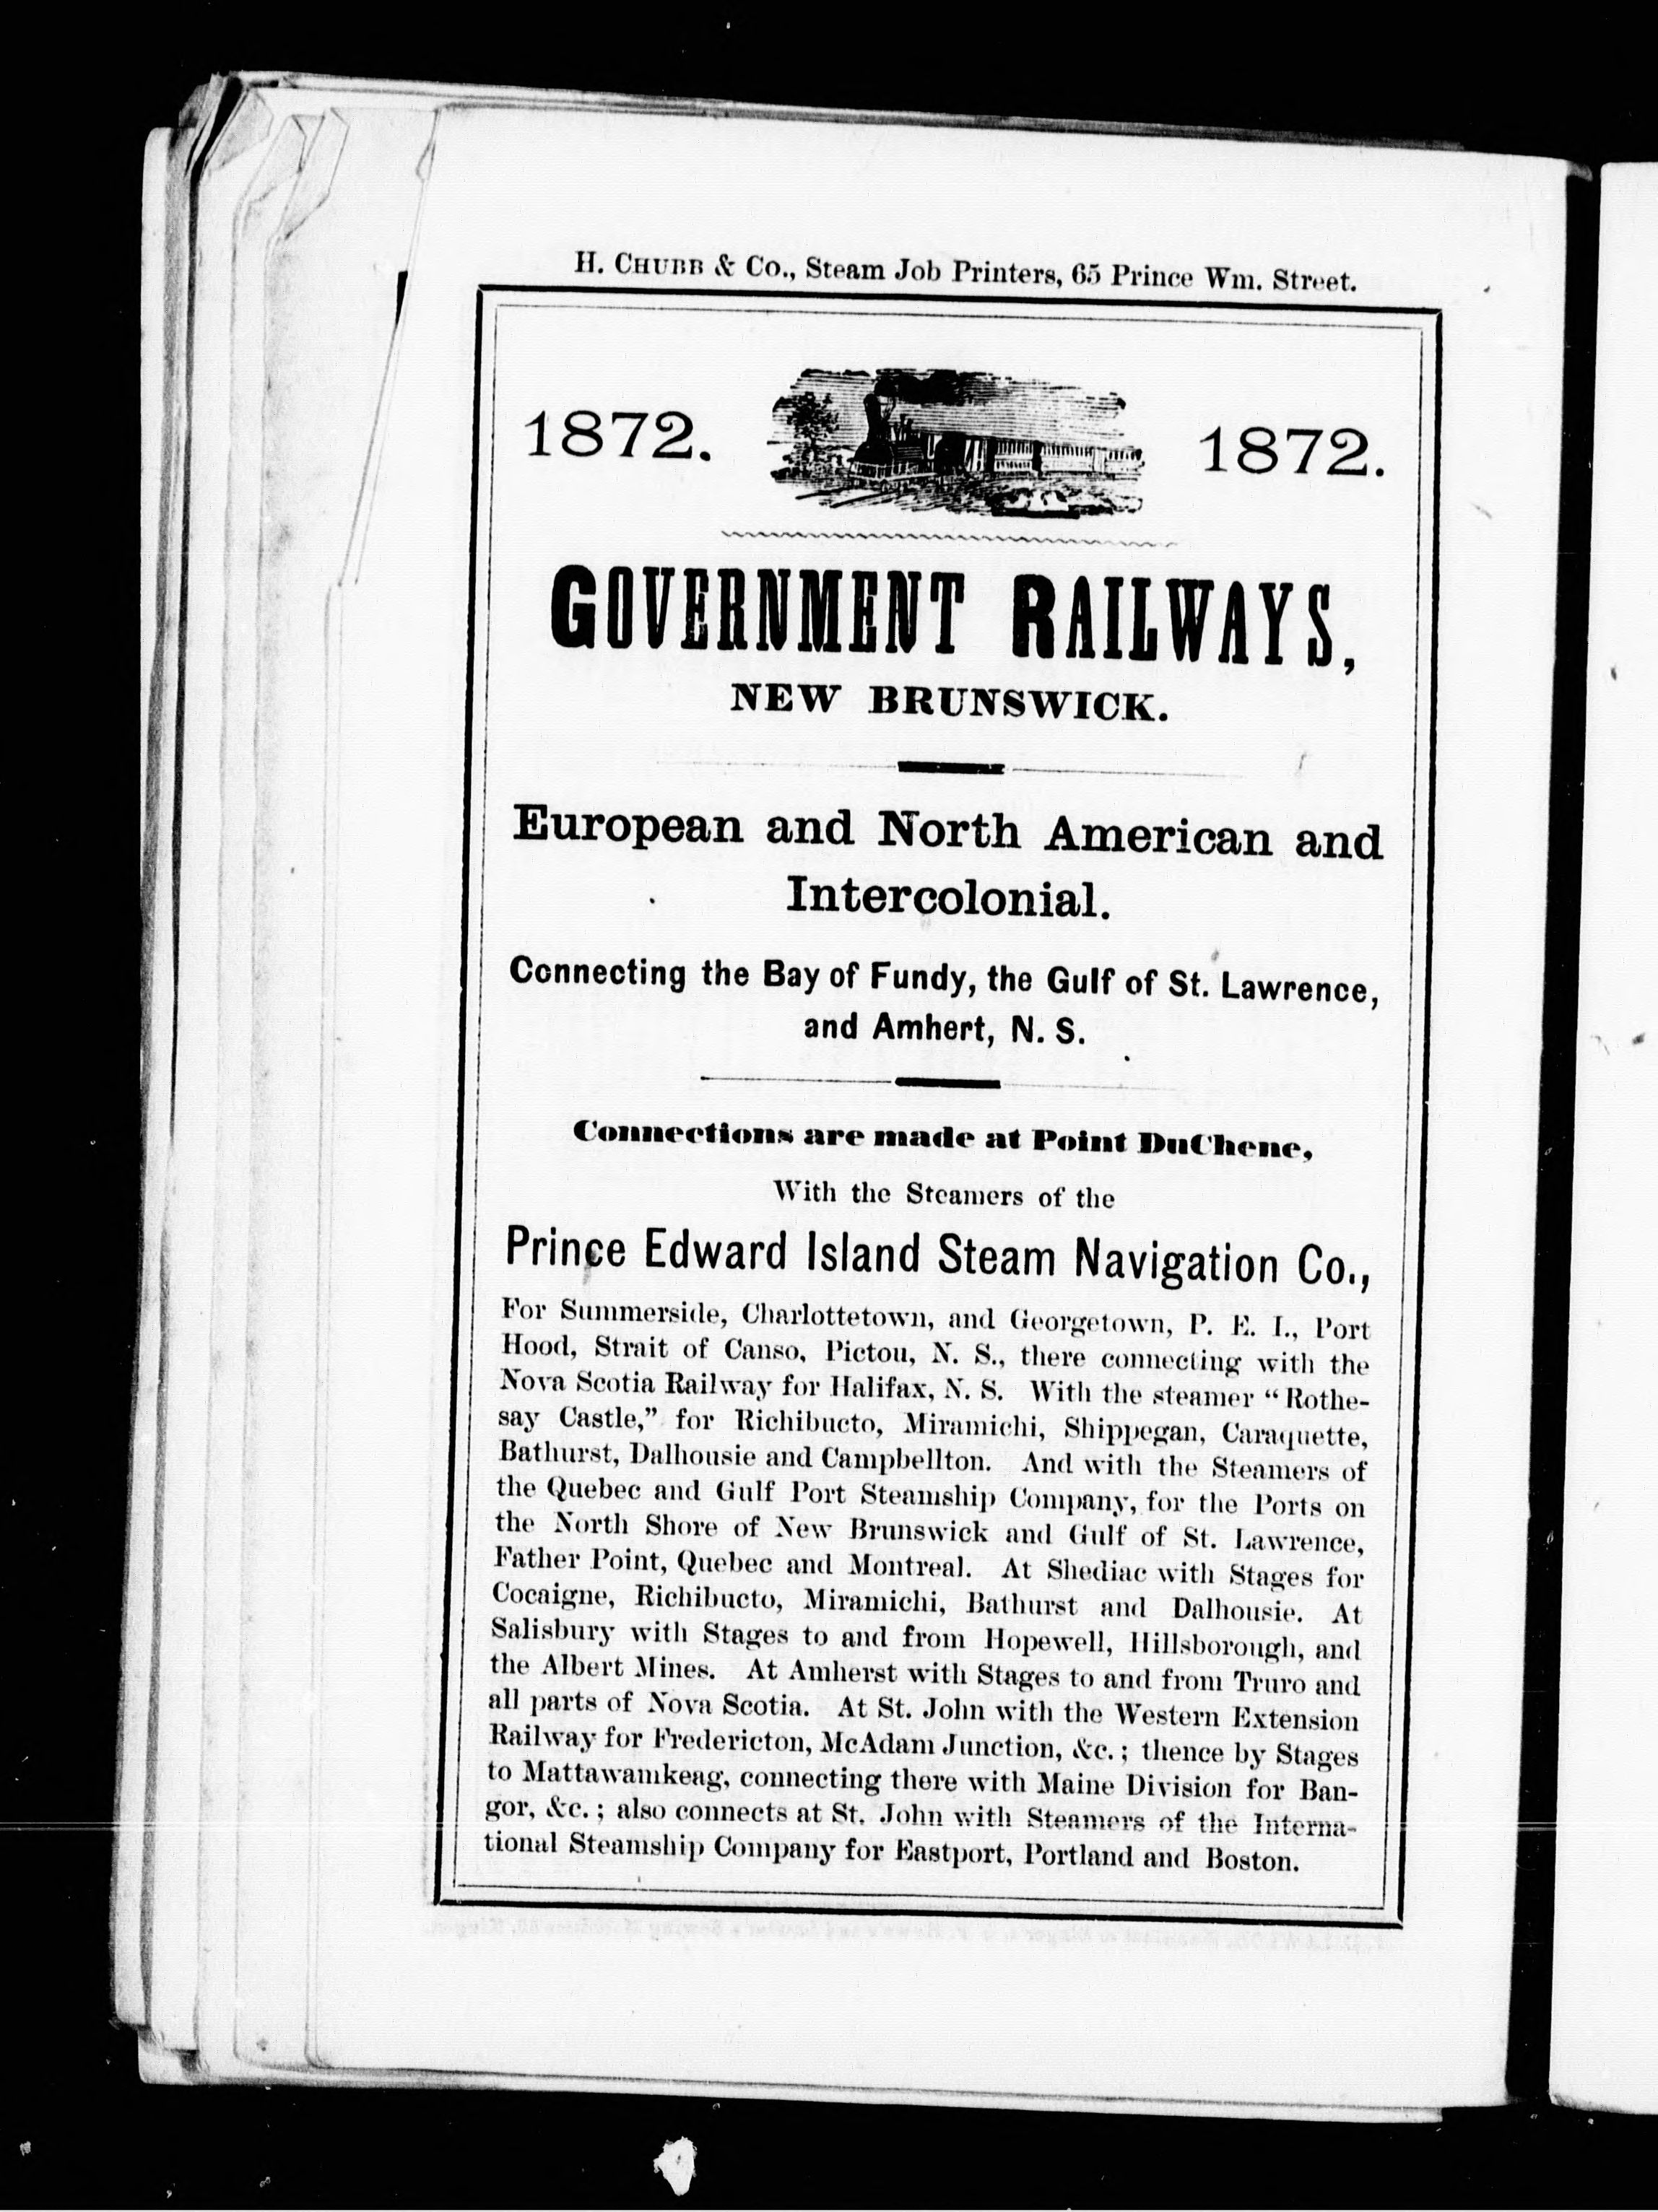 H. CHUBB & Co., Steam Job Printers, 65 Prince Wm. Street.
1872. 1872.
GOVERNMENT RAILWAYS,
NEW BRUNSWICK.
European and North American and
Intercolonial.
Connecting the Bay of Fundy, the Gulf of St. Lawrence,
and Amhert, N. S.
Connections are made at Point DuChene,
With the Steamers of the
Prince Edward Island Steam Navigation Co.,
For Summerside, Charlottetown, and Georgetown, P. E. I., Port
Hood, Strait of Canso, Pictou, N. S., there connecting with the
Nova Scotia Railway for Halifax, N. S. With the steamer "Rothe-
say Castle," for Richibucto, Miramichi, Shippegan, Caraquette,
Bathurst, Dalhousie and Campbellton. And with the Steamers of
the Quebec and Gulf Port Steamship Company, for the Ports on
the North Shore of New Brunswick and Gulf of St. Lawrence,
Father Point, Quebec and Montreal. At Shediac with Stages for
Cocaigne, Richibucto, Miramichi, Bathurst and Dalhousie. At
Salisbury with Stages to and from Hopewell, Hillsborough, and
the Albert Mines. At Amherst with Stages to and from Truro and
all parts of Nova Scotia. At St. John with the Western Extension
Railway for Fredericton, McAdam Junction, &c.; thence by Stages
to Mattawamkeag, connecting there with Maine Division for Ban-
gor, &c.; also connects at St. John with Steamers of the Interna-
tional Steamship Company for Eastport, Portland and Boston.